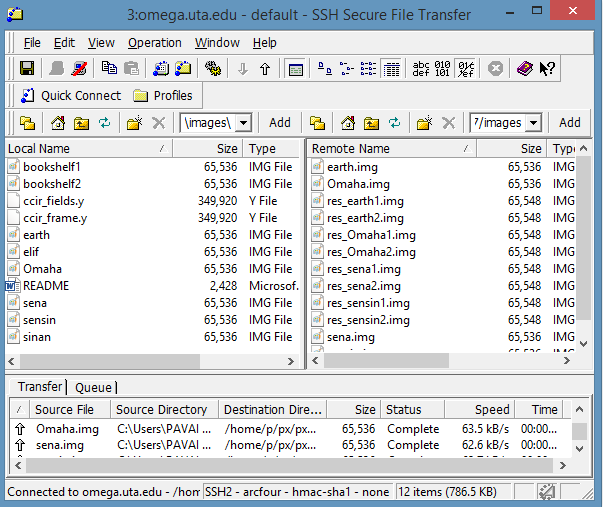 3:omega.uta.edu - default - SSH Secure File Transfer
File Edit View Operation Window Help
abc def 010 101 01c /ef
Quick Connect Profiles
\images\ Add ?/images Add
Local Name / Size Type Remote Name / Size Typ
bookshelf1 65,536 IMG File earth.img 65,536 IMG
bookshelf2 65,536 IMG File Omaha.img 65,536 IMG
ccir_fields.y 349,920 Y File res_earth1.img 65,548 IMG
ccir_frame.y 349,920 Y File res_earth2.img 65,548 IMG
earth 65,536 IMG File res_Omaha1.img 65,548 IMG
elif 65,536 IMG File res_Omaha2.img 65,548 IMG
Omaha 65,536 IMG File res_sena1.img 65,548 IMG
README 2,428 Microsof. res_sena2.img 65,548 IMG
sena 65,536 IMG File res_sensin1.img 65,548 IMG
sensin 65,536 IMG File res_sensin2.img 65,548 IMG
sinan 65,536 IMG File sena.img 65,536 IMG
Transfer Queue
/ Source File Source Directory Destination Dire... Size Status Speed Time
Omaha.img C:\Users\PAVAI ... /home/p/px/px... 65,536 Complete 63.5 kB/s 00:00...
sena.img C:\Users\PAVAI ... /home/p/px/px... 65,536 Complete 62.6 kB/s 00:00...
Connected to omega.uta.edu - /hom SSH2 - arcfour - hmac-sha1 - none 12 items (786.5 KB)